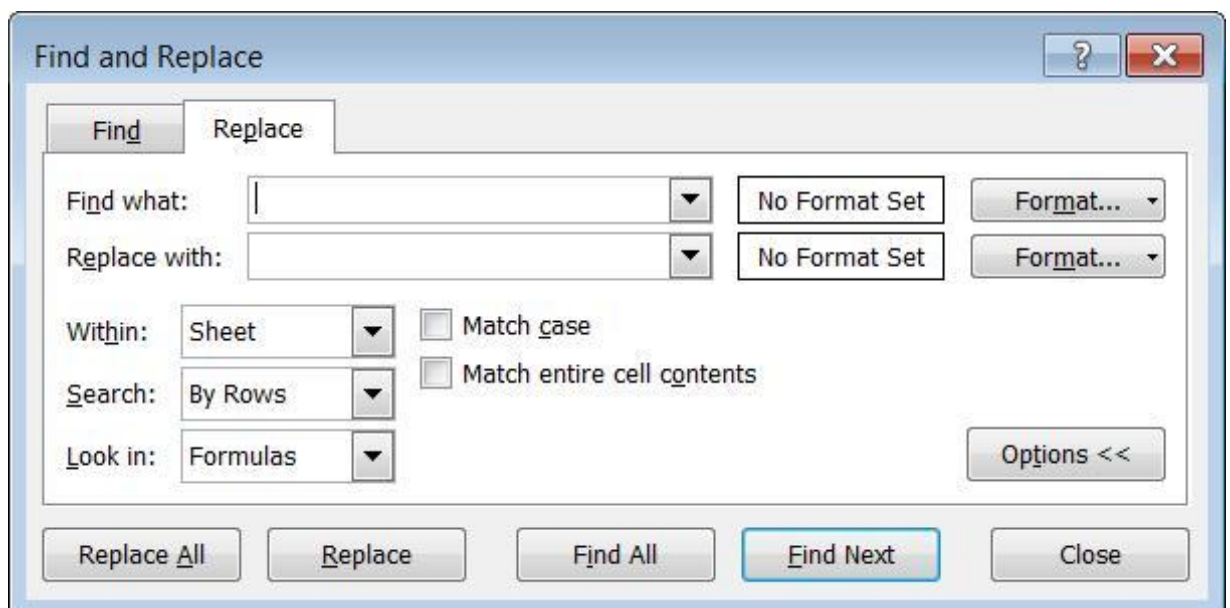 Find and Replace
Find Replace
Find what: No Format Set Format...
Replace with: No Format Set Format...
Within: Sheet Match case
Match entire cell contents
Search: By Rows
Look in: Formulas Options <<
Replace All Replace Find All Find Next Close